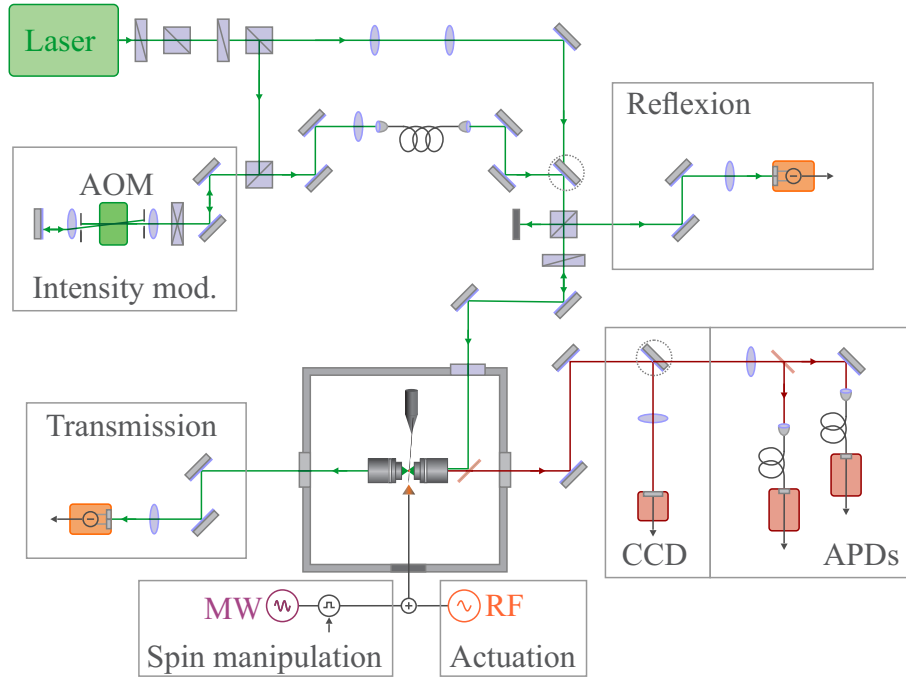 Laser
Reflexion
AOM
Intensity mod.
Transmission
CCD
APDs
MW
RF
Spin manipulation
Actuation